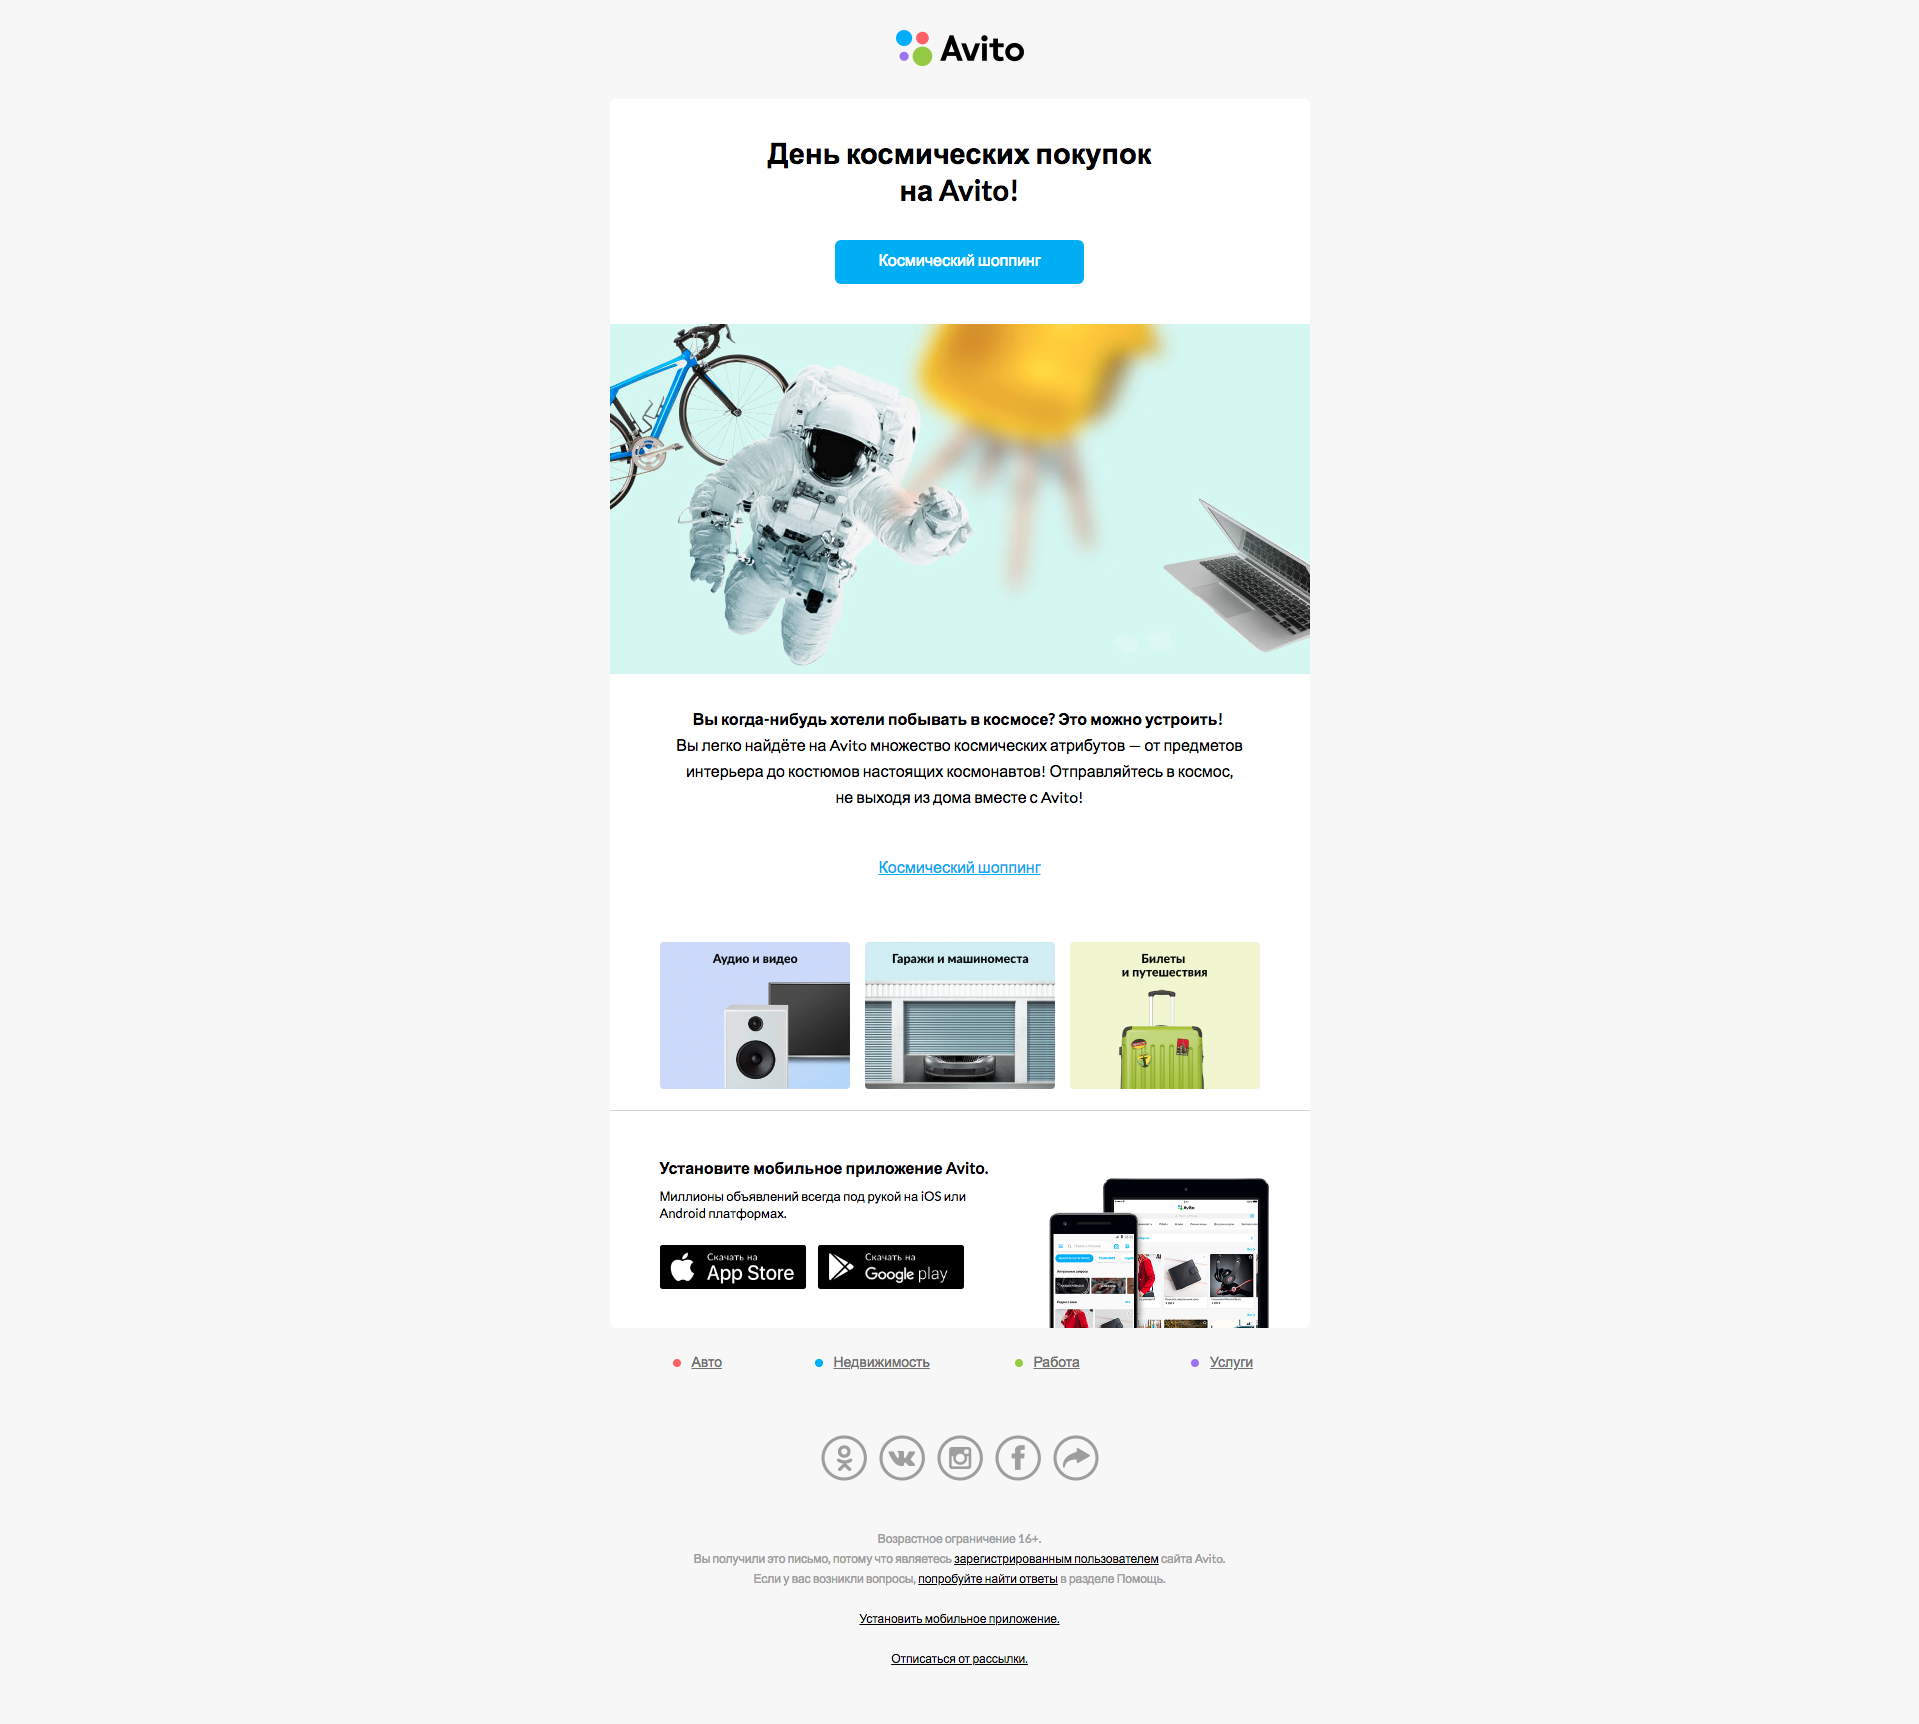 Avito
День космических покупок
на Avito!
Космический шоппинг
Вы когда-нибудь хотели побывать в космосе? Это можно устроить!
Вы легко найдёте на Avito множество космических атрибутов — от предметов
интерьера до костюмов настоящих космонавтов! Отправляйтесь в космос,
не выходя из дома вместе с Avito!
Космический шоппинг
Аудио и видео
Гаражи и машиноместа
Билеты
и путешествия
Установите мобильное приложение Avito.
Миллионы объявлений всегда под рукой на iOS или
Android платформах.
Скачать на
App Store
Скачать на
Google play
Avito
Авто
Недвижимость
Работа
Услуги
Возрастное ограничение 16+.
Вы получили это письмо, потому что являетесь зарегистрированным пользователем сайта Avito.
Если у вас возникли вопросы, попробуйте найти ответы в разделе Помощь.
Установить мобильное приложение.
Отписаться от рассылки.